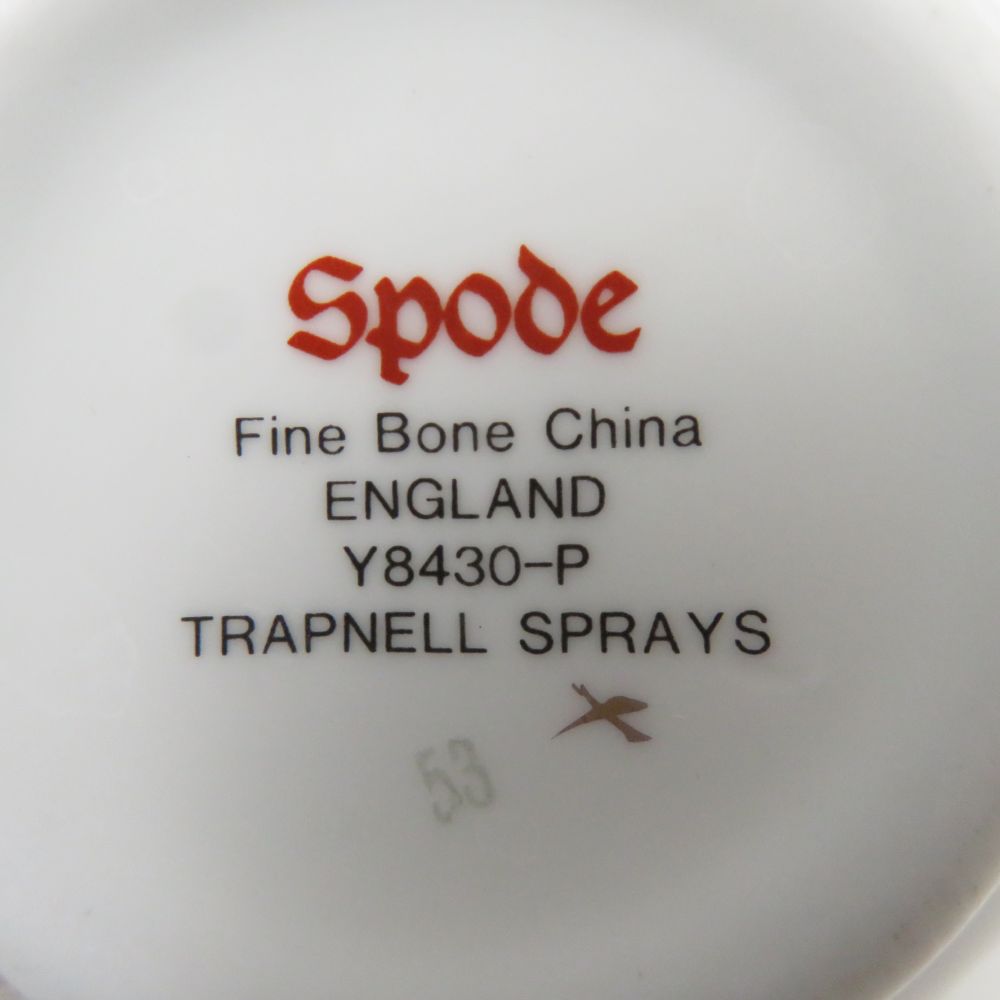 Spode
Fine Bone China
ENGLAND
Y8430-P
TRAPNELL SPRAYS
53